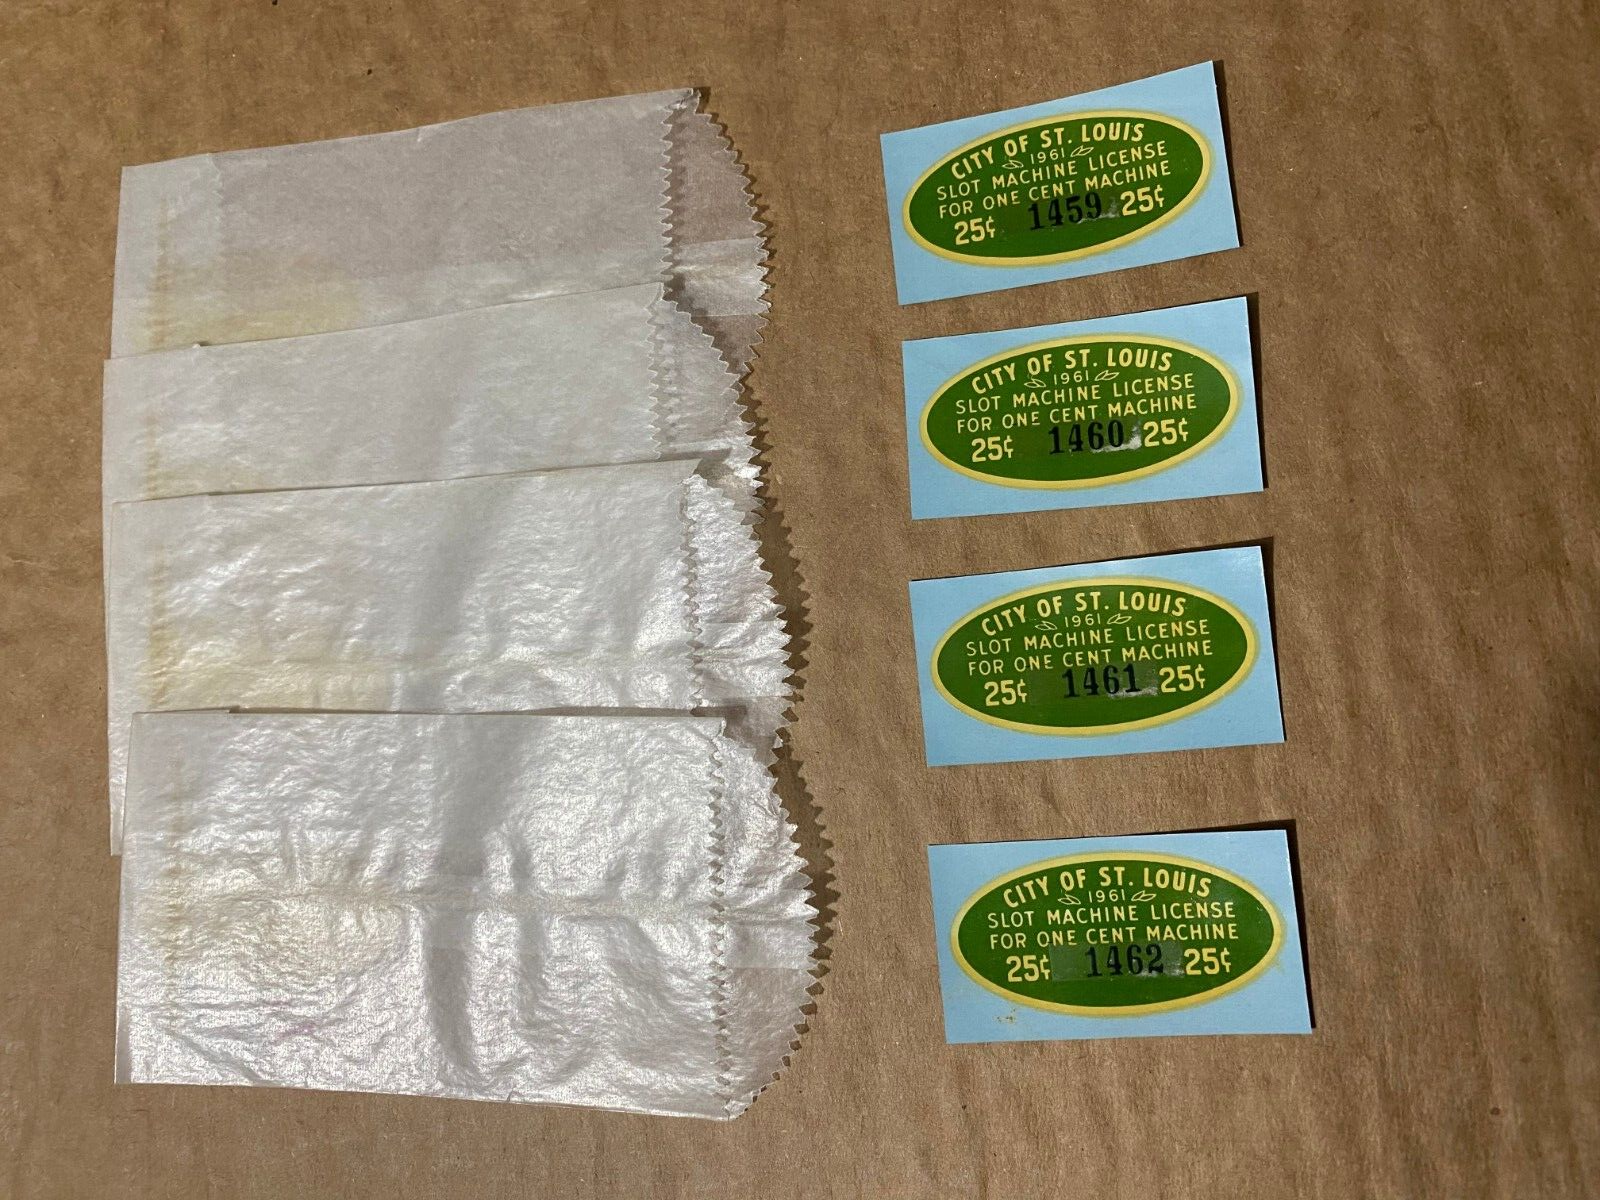 CITY OF ST. LOUIS
1961
SLOT MACHINE LICENSE
FOR ONE CENT MACHINE
25¢ 1459 25¢
CITY OF ST. LOUIS
1961
SLOT MACHINE LICENSE
FOR ONE CENT MACHINE
25¢ 1460 25¢
CITY OF ST. LOUIS
1961
SLOT MACHINE LICENSE
FOR ONE CENT MACHINE
25¢ 1461 25¢
CITY OF ST. LOUIS
1961
SLOT MACHINE LICENSE
FOR ONE CENT MACHINE
25¢ 1462 25¢